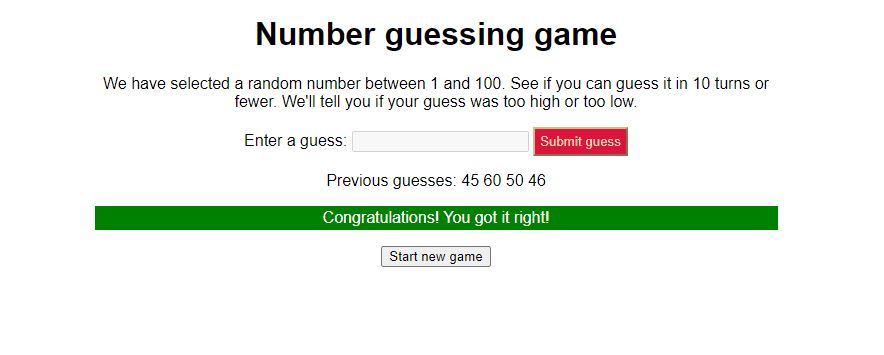 Number guessing game
We have selected a random number between 1 and 100. See if you can guess it in 10 turns or
fewer. We'll tell you if your guess was too high or too low.
Enter a guess: Submit guess
Previous guesses: 45 60 50 46
Congratulations! You got it right!
Start new game